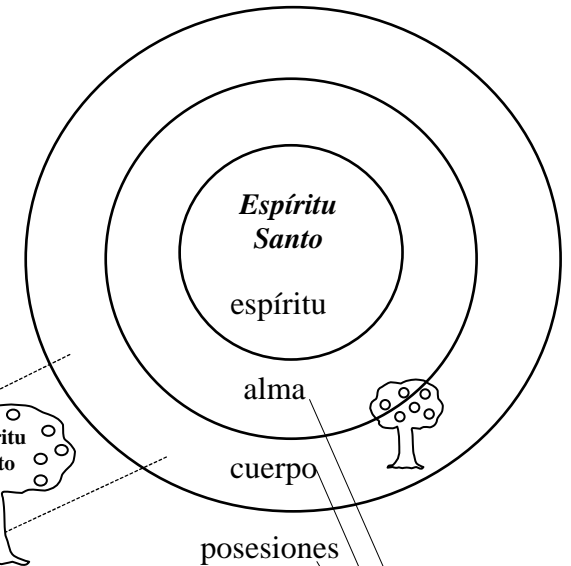 Espíritu
Santo
espíritu
alma
cuerpo
posesiones